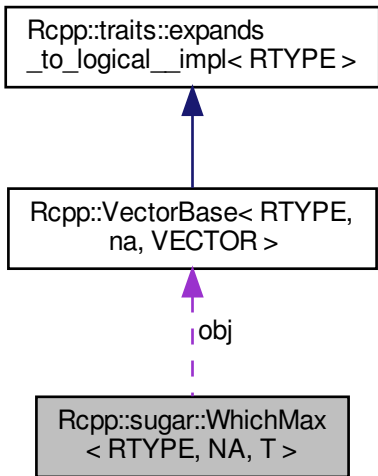 Rcpp::traits::expands
_to_logical__impl< RTYPE >
Rcpp::VectorBase< RTYPE,
na, VECTOR >
obj
Rcpp::sugar::WhichMax
< RTYPE, NA, T >